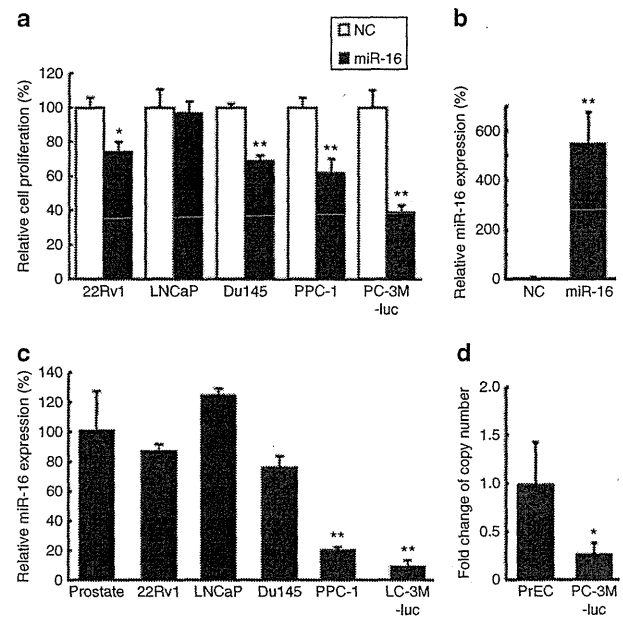 a
NC
miR-16
Relative cell proliferation (%)
120
100
80
60
40
20
0
*
**
**
**
22Rv1
LNCaP
Du145
PPC-1
PC-3M
-luc
b
Relative miR-16 expression (%)
600
400
200
0
**
NC
miR-16
c
Relative miR-16 expression (%)
140
120
100
80
60
40
20
0
**
**
Prostate
22Rv1
LNCaP
Du145
PPC-1
LC-3M
-luc
d
Fold change of copy number
2.0
1.5
1.0
0.5
0
*
PrEC
PC-3M
-luc